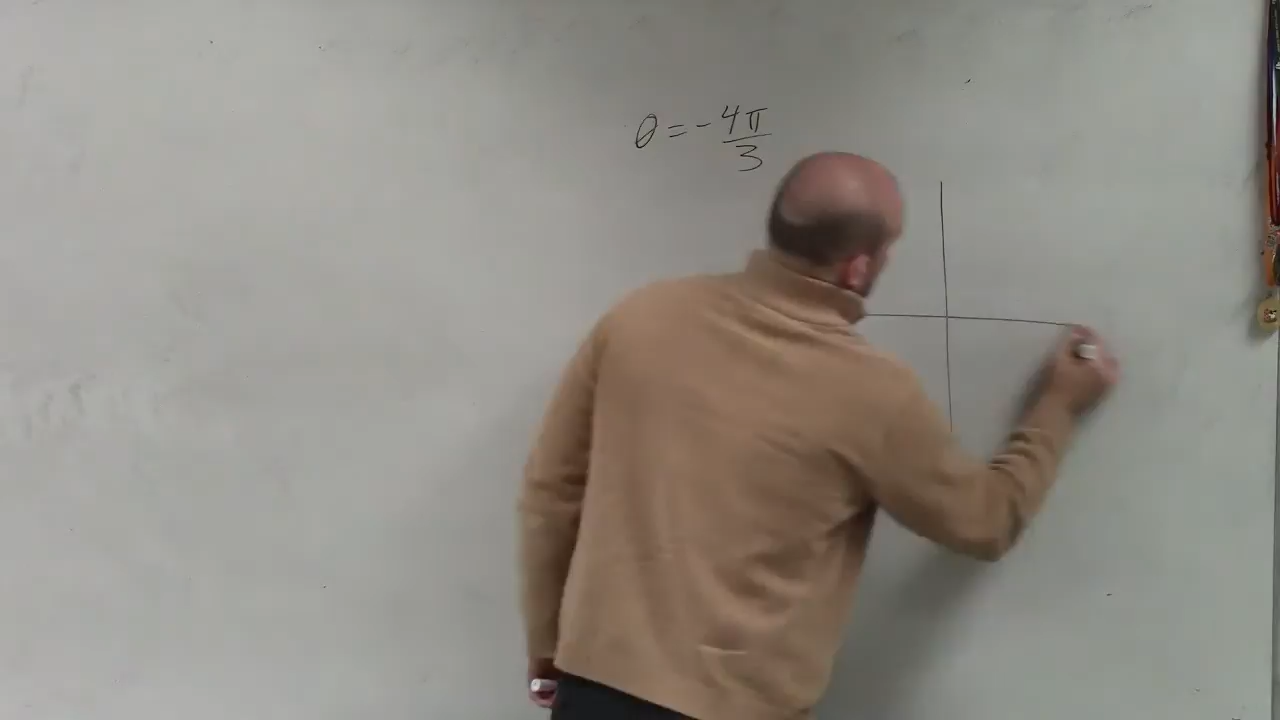 θ = -4π/3